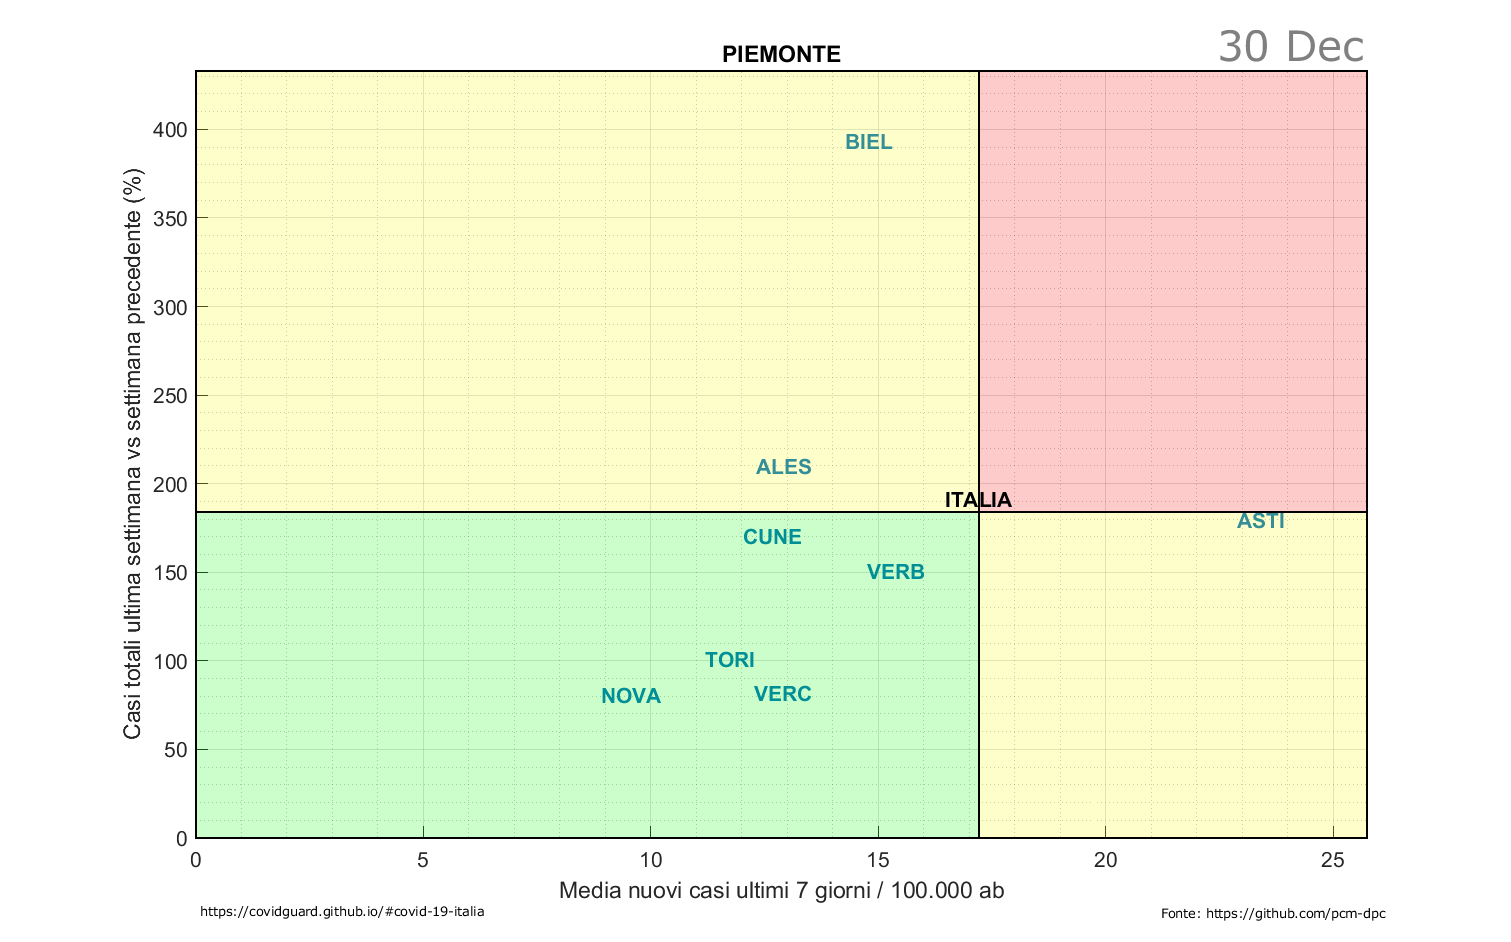 PIEMONTE
30 Dec
Casi totali ultima settimana vs settimana precedente (%)
400
350
300
250
200
150
100
50
0
BIEL
ALES
ITALIA
ASTI
CUNE
VERB
TORI
NOVA
VERC
0 5 10 15 20 25
Media nuovi casi ultimi 7 giorni / 100.000 ab
https://covidguard.github.io/#covid-19-italia
Fonte: https://github.com/pcm-dpc